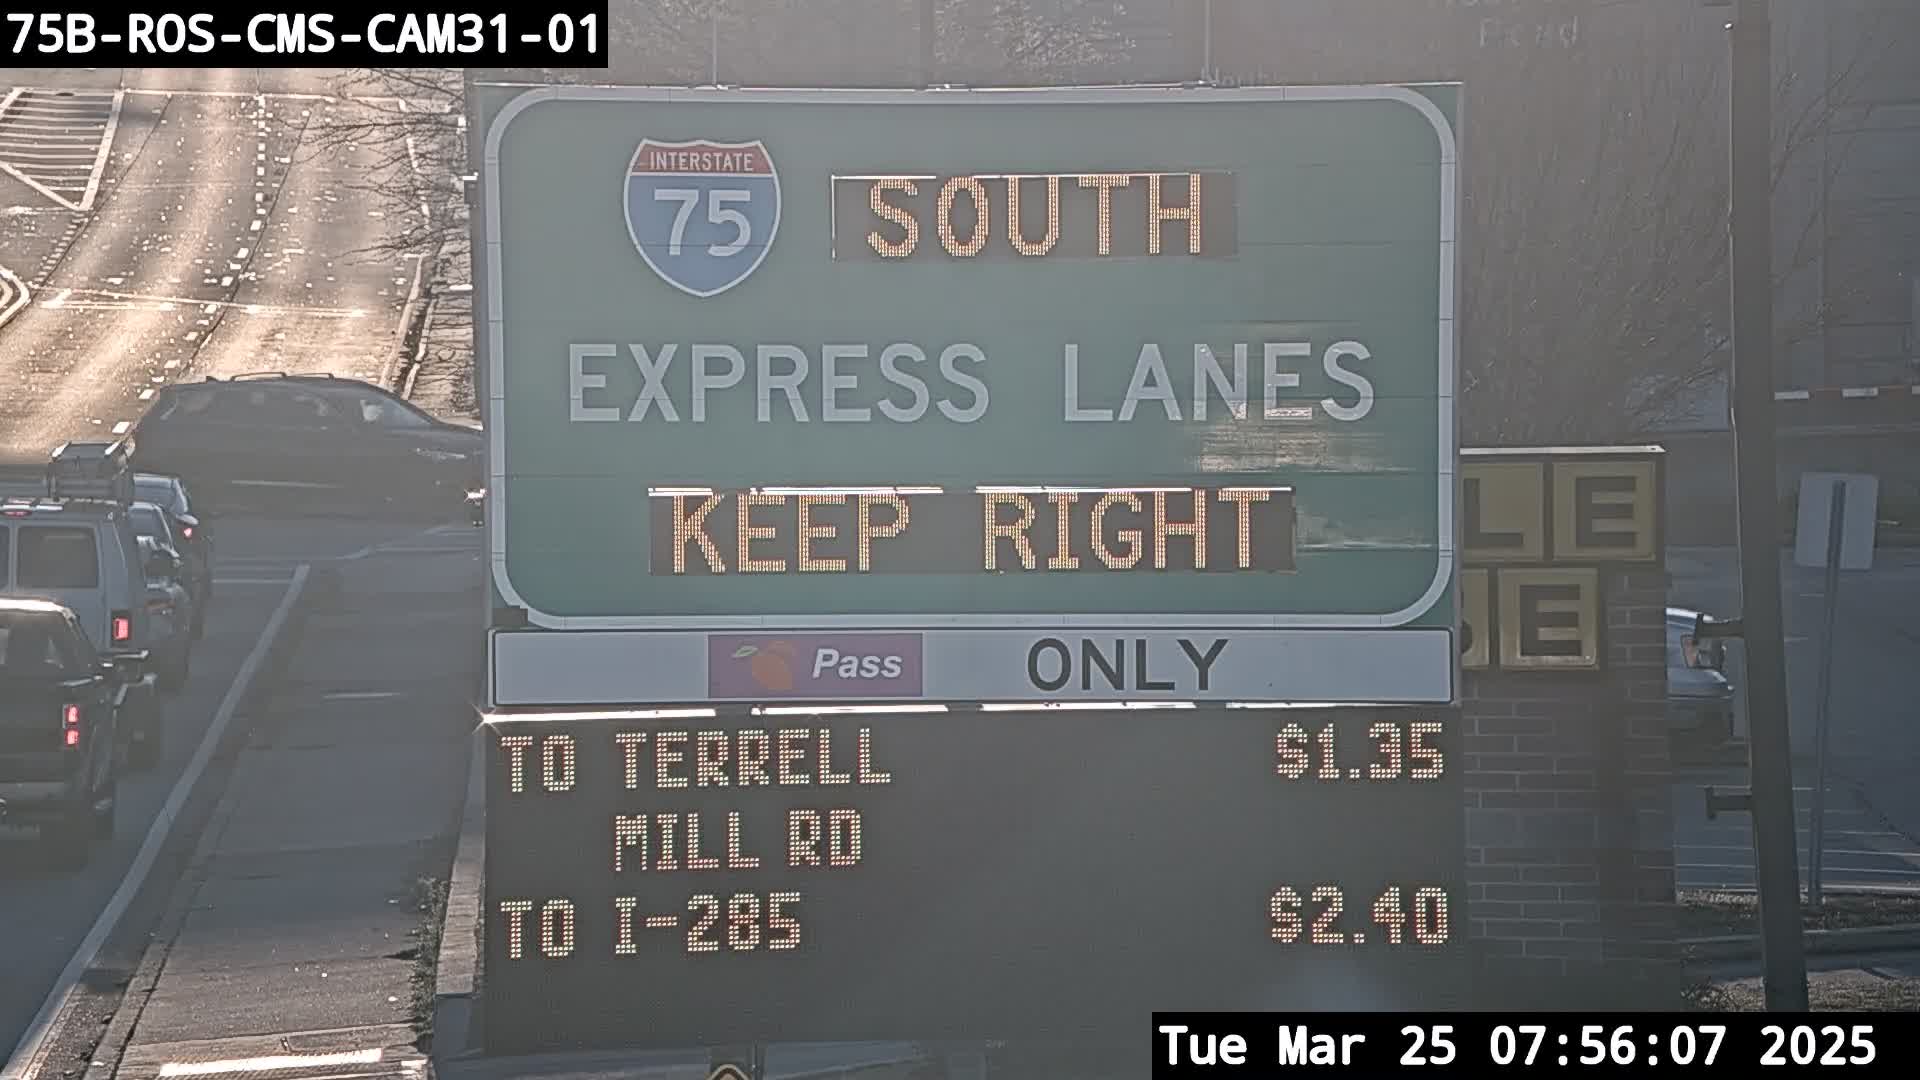 75B-ROS-CMS-CAM31-01
INTERSTATE
75
SOUTH
EXPRESS LANES
KEEP RIGHT
Pass ONLY
TO TERRELL $1.35
MILL RD
TO I-285 $2.40
LE
E
Tue Mar 25 07:56:07 2025